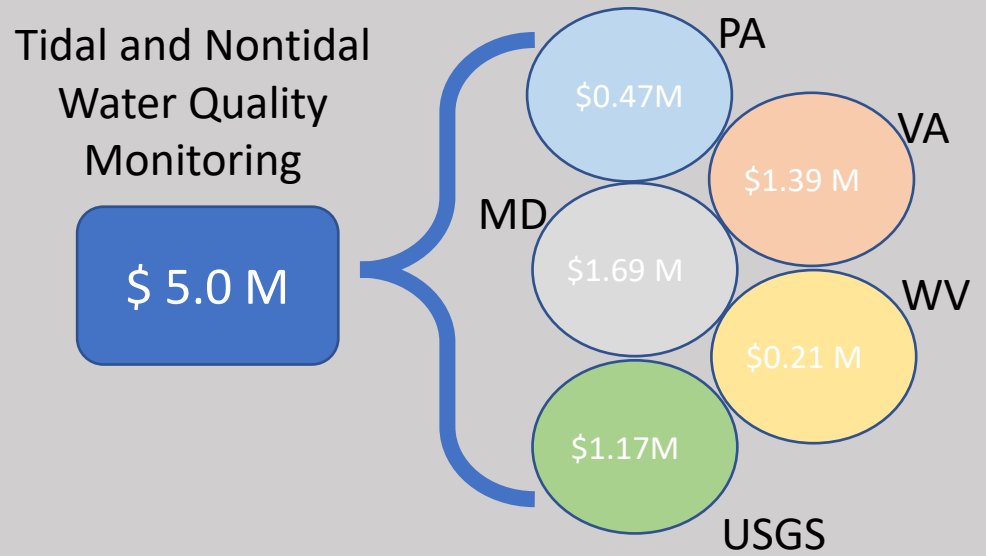 Tidal and Nontidal
Water Quality
Monitoring
$ 5.0 M
PA
$0.47M
VA
$1.39 M
MD
$1.69 M
WV
$0.21 M
$1.17M
USGS